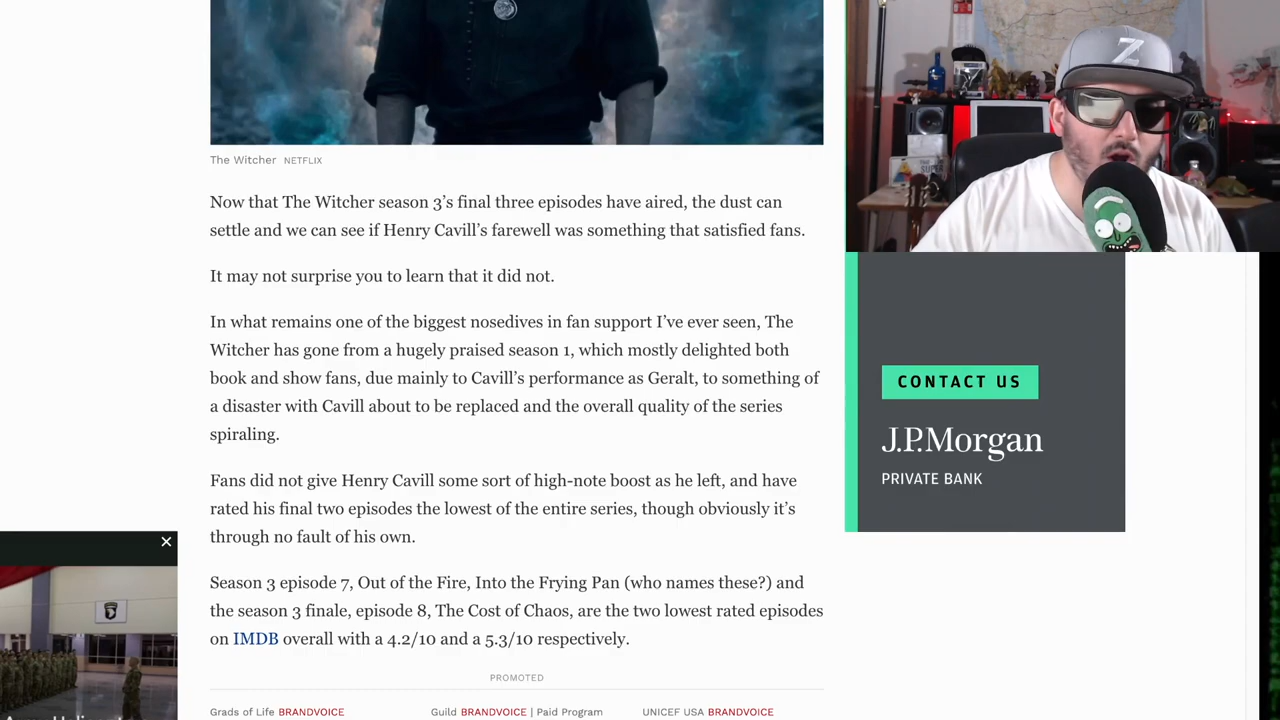 The Witcher NETFLIX
Now that The Witcher season 3's final three episodes have aired, the dust can
settle and we can see if Henry Cavill's farewell was something that satisfied fans.
It may not surprise you to learn that it did not.
In what remains one of the biggest nosedives in fan support I've ever seen, The
Witcher has gone from a hugely praised season 1, which mostly delighted both
book and show fans, due mainly to Cavill's performance as Geralt, to something of
a disaster with Cavill about to be replaced and the overall quality of the series
spiraling.
Fans did not give Henry Cavill some sort of high-note boost as he left, and have
rated his final two episodes the lowest of the entire series, though obviously it's
through no fault of his own.
Season 3 episode 7, Out of the Fire, Into the Frying Pan (who names these?) and
the season 3 finale, episode 8, The Cost of Chaos, are the two lowest rated episodes
on IMDB overall with a 4.2/10 and a 5.3/10 respectively.
PROMOTED
Grads of Life BRANDVOICE
Guild BRANDVOICE | Paid Program
UNICEF USA BRANDVOICE
Z
CONTACT US
J.P.Morgan
PRIVATE BANK